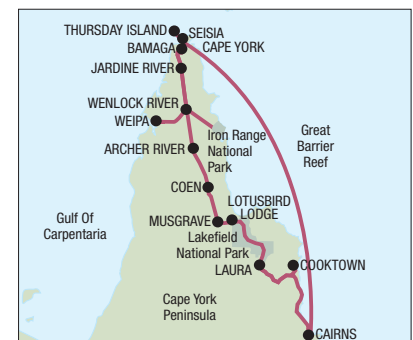 THURSDAY ISLAND
SEISIA
BAMAGA
CAPE YORK
JARDINE RIVER
WENLOCK RIVER
WEIPA
Iron Range
National
Park
Great
Barrier
Reef
ARCHER RIVER
COEN
LOTUSBIRD
LODGE
Gulf Of
Carpentaria
MUSGRAVE
Lakefield
National Park
LAURA
COOKTOWN
Cape York
Peninsula
CAIRNS